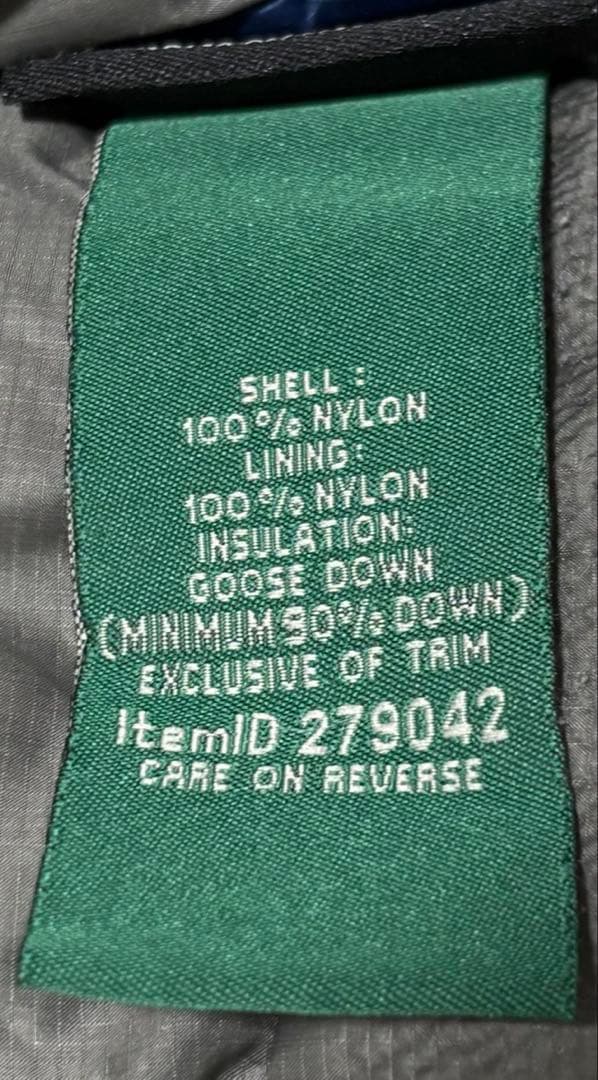 SHELL :
100% NYLON
LINING:
100% NYLON
INSULATION:
GOOSE DOWN
(MINIMUM 90% DOWN)
EXCLUSIVE OF TRIM
ItemID 279042
CARE ON REVERSE